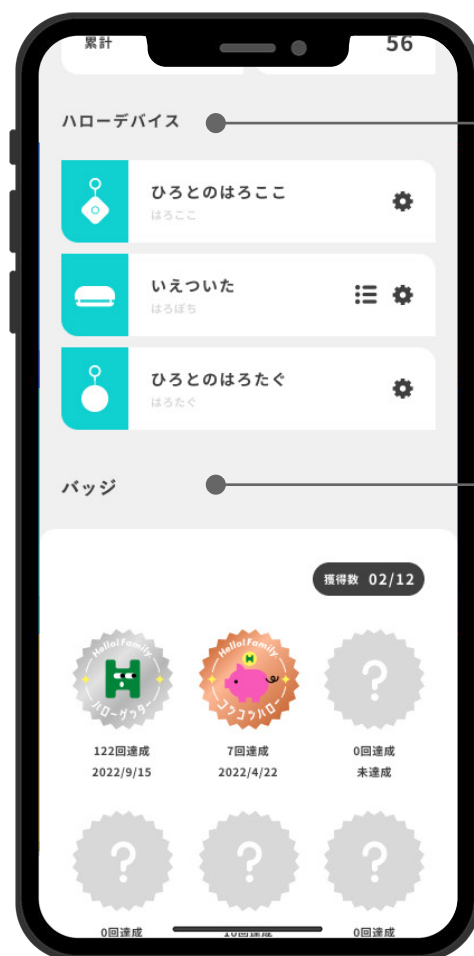 累計
56
ハローデバイス
ひろとのはろここ
はろここ
いえついた
はろぽち
ひろとのはろたぐ
はろたぐ
バッジ
獲得数 02/12
Hello! Family
ハローゲッター
Hello! Family
コツコツハロー
?
122回達成
7回達成
0回達成
2022/9/15
2022/4/22
未達成
?
?
?
0回達成
10回達成
0回達成